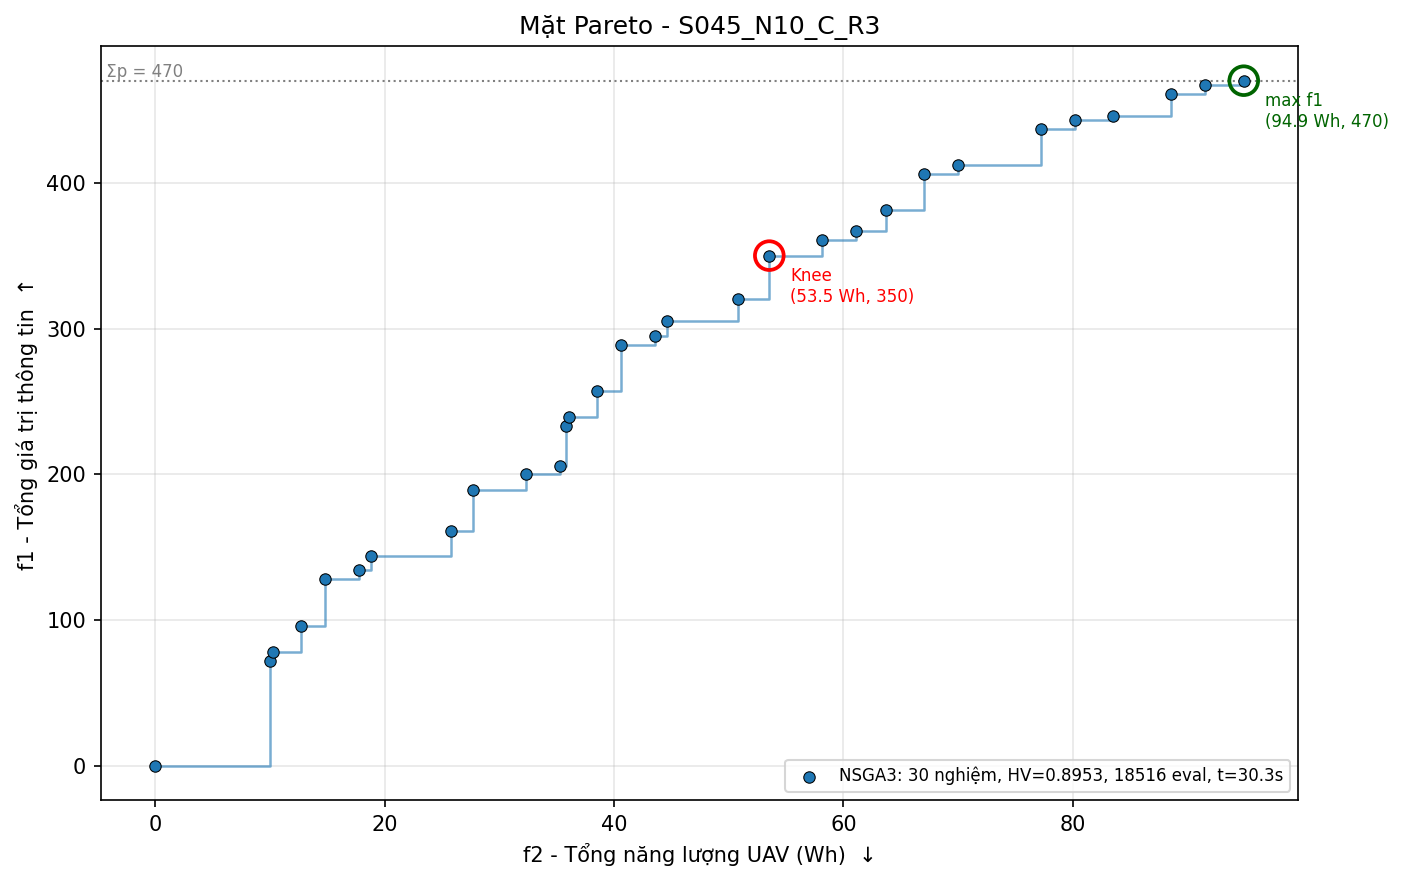 Mặt Pareto - S045_N10_C_R3
Σp = 470
max f1
(94.9 Wh, 470)
400
Knee
(53.5 Wh, 350)
300
200
100
0
f1 - Tổng giá trị thông tin ↑
NSGA3: 30 nghiệm, HV=0.8953, 18516 eval, t=30.3s
0 20 40 60 80
f2 - Tổng năng lượng UAV (Wh) ↓